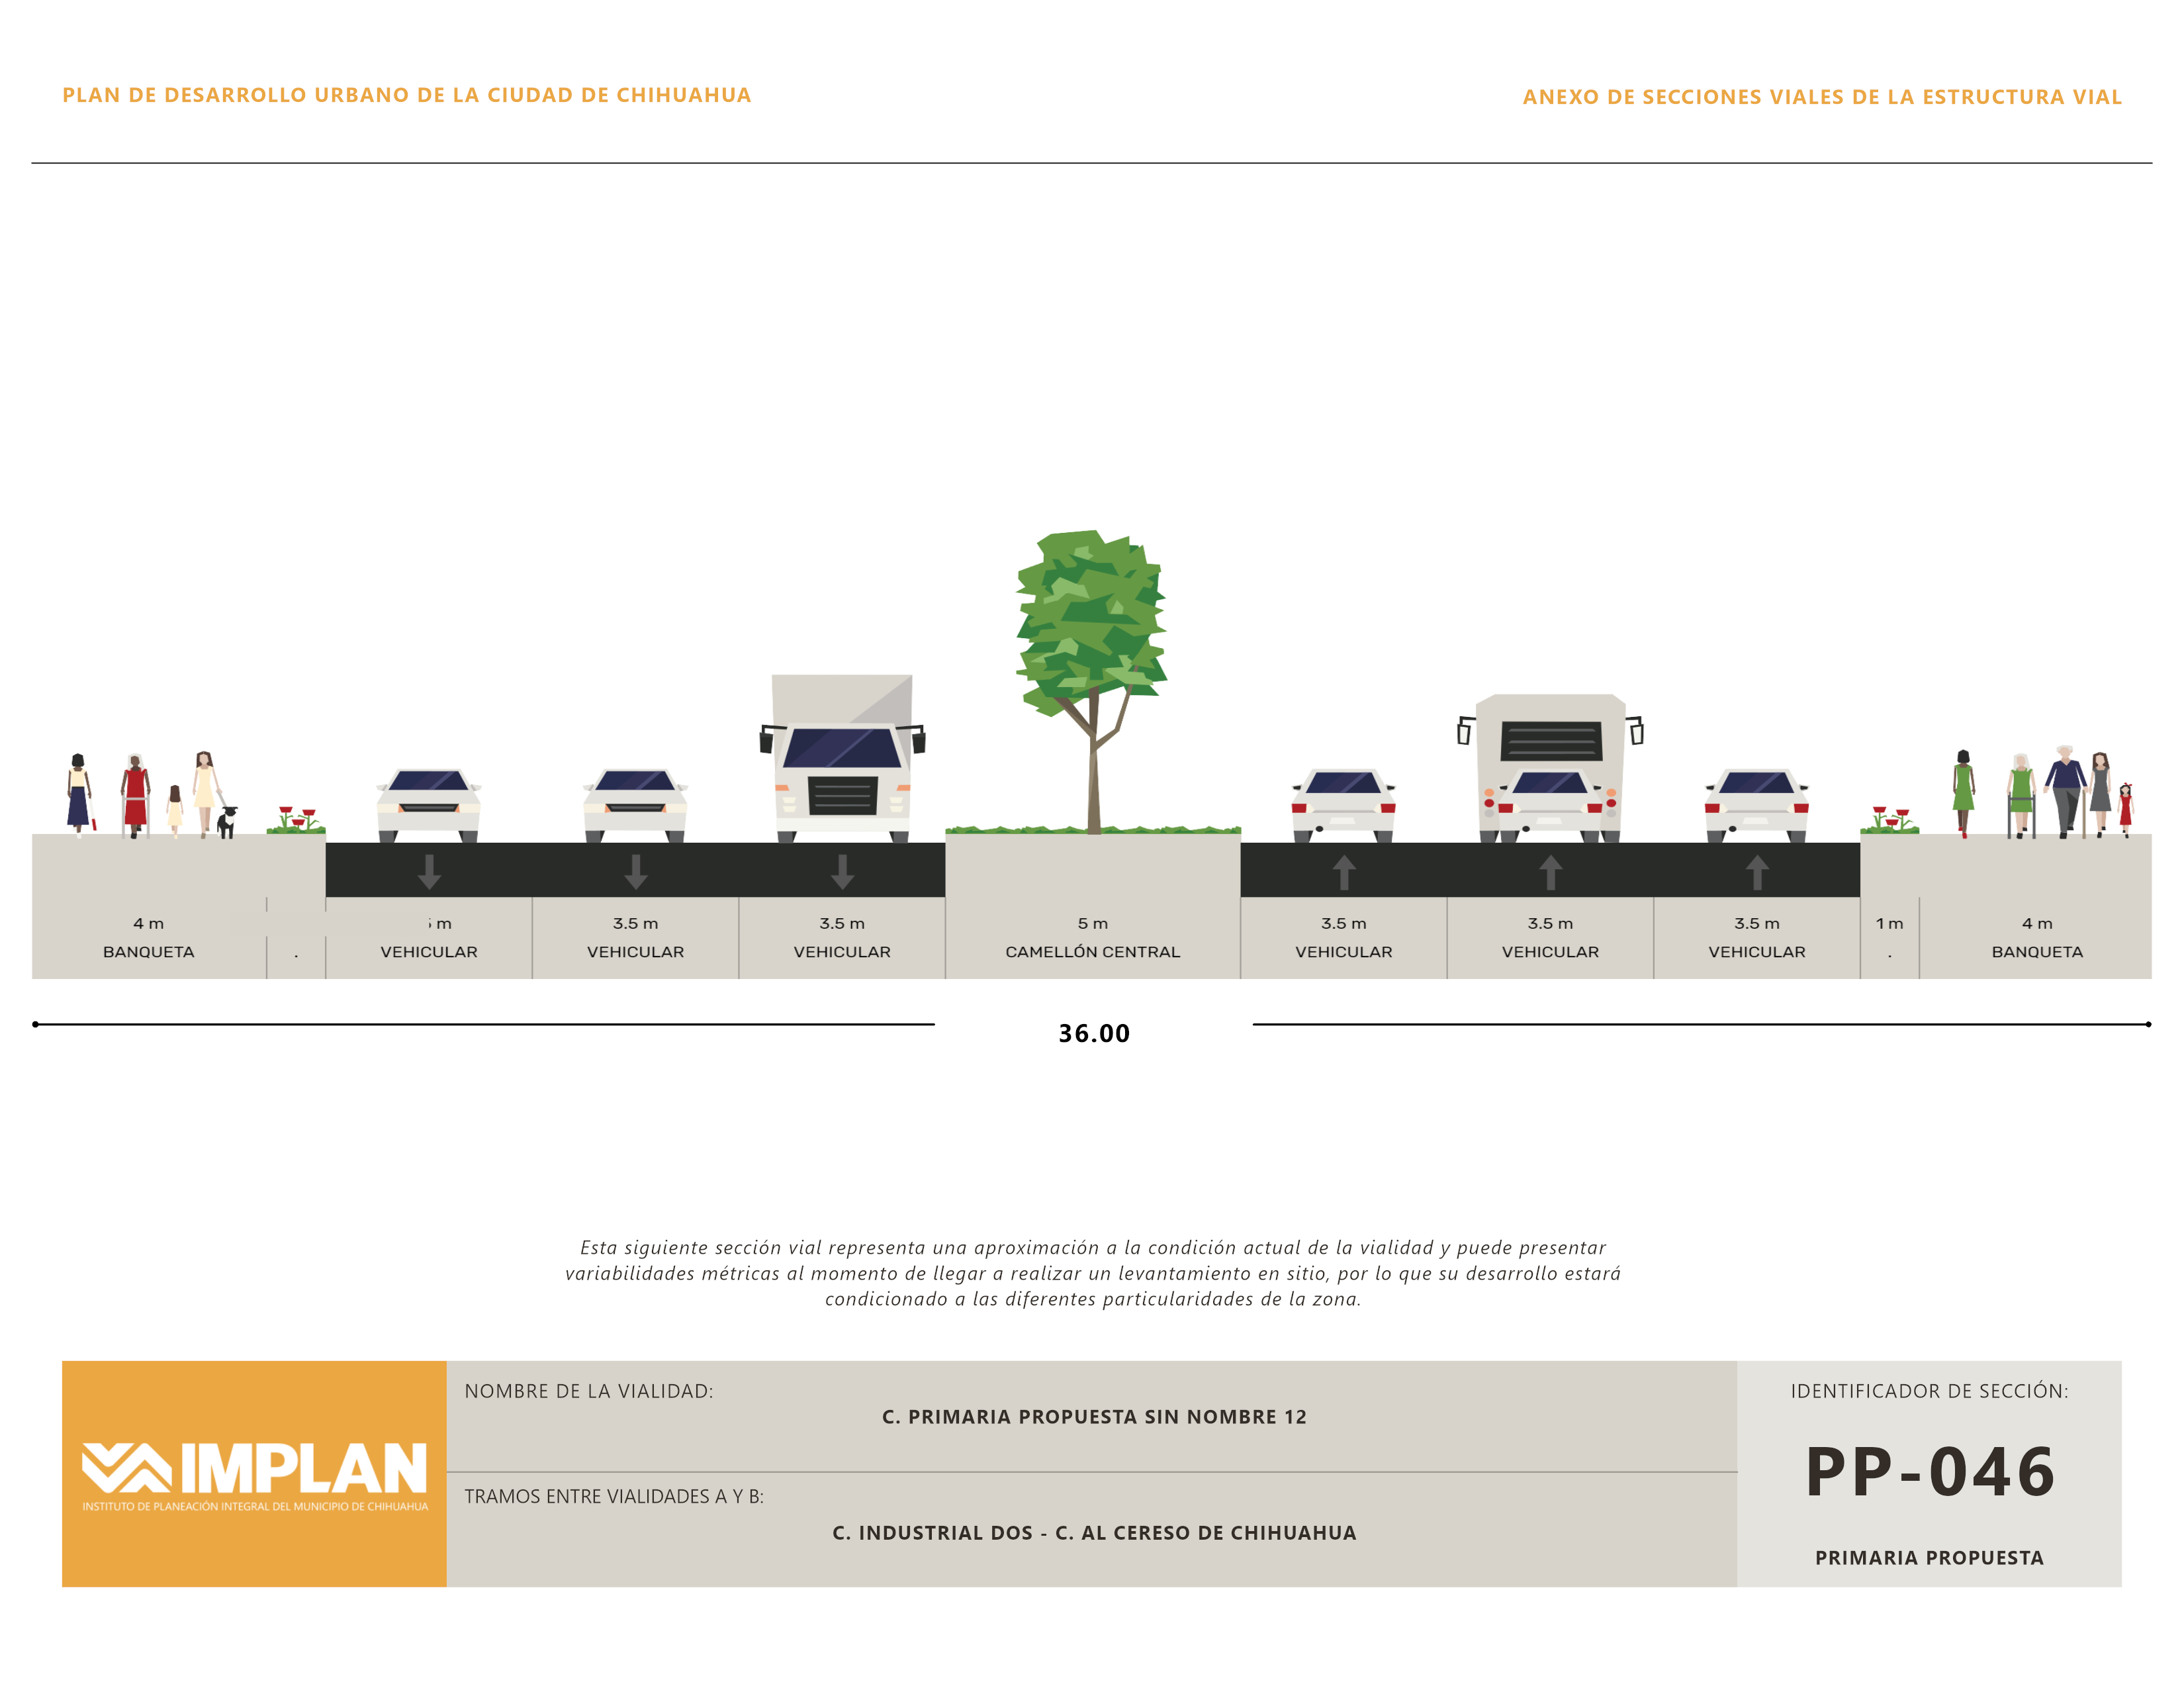 PLAN DE DESARROLLO URBANO DE LA CIUDAD DE CHIHUAHUA
ANEXO DE SECCIONES VIALES DE LA ESTRUCTURA VIAL
4 m
BANQUETA
.
m
VEHICULAR
3.5 m
VEHICULAR
3.5 m
VEHICULAR
5 m
CAMELLÓN CENTRAL
3.5 m
VEHICULAR
3.5 m
VEHICULAR
3.5 m
VEHICULAR
1 m
.
4 m
BANQUETA
36.00
Esta siguiente sección vial representa una aproximación a la condición actual de la vialidad y puede presentar
variabilidades métricas al momento de llegar a realizar un levantamiento en sitio, por lo que su desarrollo estará
condicionado a las diferentes particularidades de la zona.
IMPLAN
INSTITUTO DE PLANEACIÓN INTEGRAL DEL MUNICIPIO DE CHIHUAHUA
NOMBRE DE LA VIALIDAD:
C. PRIMARIA PROPUESTA SIN NOMBRE 12
TRAMOS ENTRE VIALIDADES A Y B:
C. INDUSTRIAL DOS - C. AL CERESO DE CHIHUAHUA
IDENTIFICADOR DE SECCIÓN:
PP-046
PRIMARIA PROPUESTA